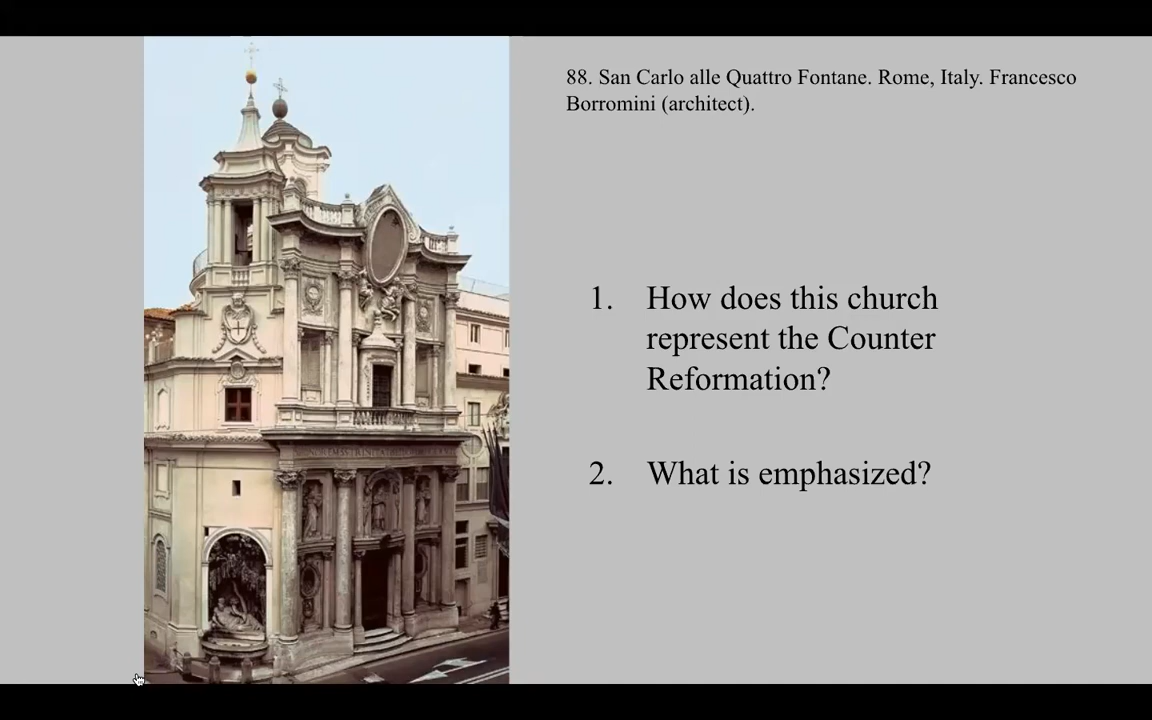 88. San Carlo alle Quattro Fontane. Rome, Italy. Francesco
Borromini (architect).
1. How does this church
represent the Counter
Reformation?
2. What is emphasized?